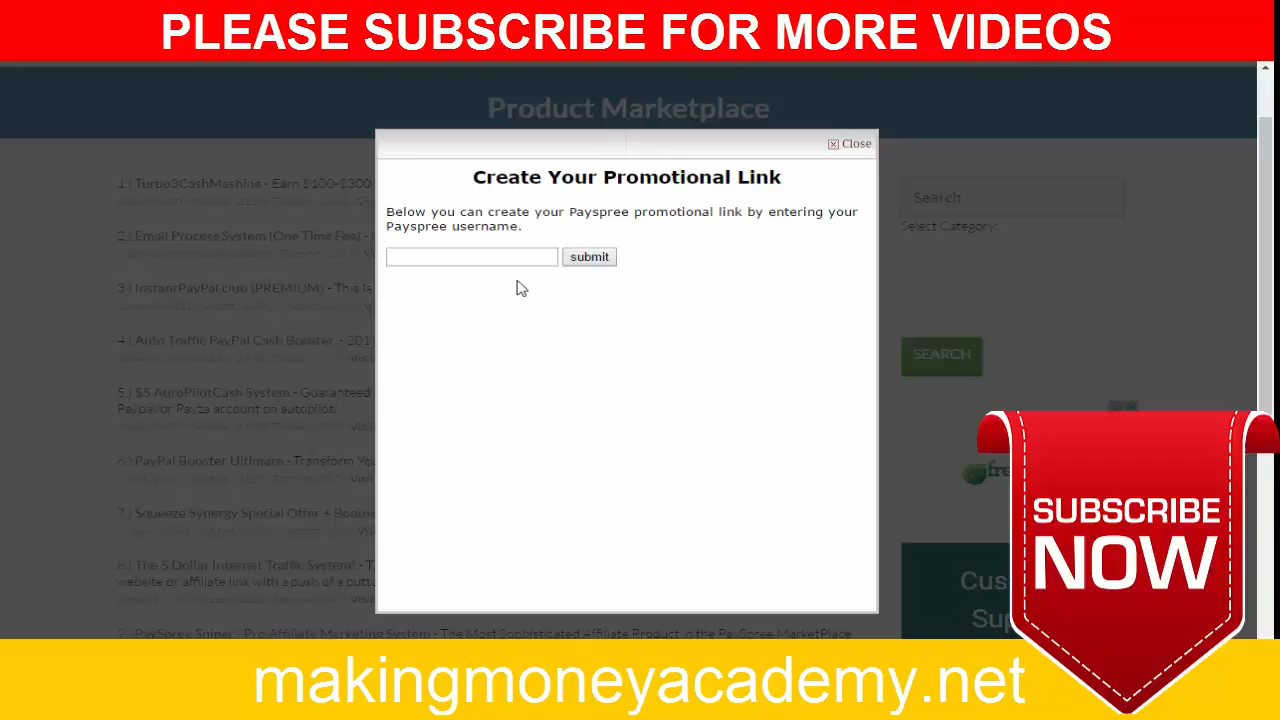 PLEASE SUBSCRIBE FOR MORE VIDEOS
Product Marketplace
Close
Create Your Promotional Link
Below you can create your Payspree promotional link by entering your
Payspree username.
submit
1.) Turbo3CashMashine - Earn $100-$300
2.) Email Process System (One Time Fee) -
3.) InstantPayPal.club (PREMIUM) - This is
4.) Auto Traffic PayPal Cash Booster - 201
5.) $5 AutoPilotCash System - Guaranteed
Paypal/or Payza account on autopilot!
6.) PayPal Booster Ultimate - Transform Yo
7.) Squeeze Synergy Special Offer + Bonus
8.) The 5 Dollar Internet Traffic System! - T
website or affiliate link with a push of a butt
9.) PaySpree Sniper - Pro Affiliate Marketing System - The Most Sophisticated Affiliate Product in the PaySpree MarketPlace
Search
Select Category:
SEARCH
fre
Cus
Sup
SUBSCRIBE
NOW
makingmoneyacademy.net